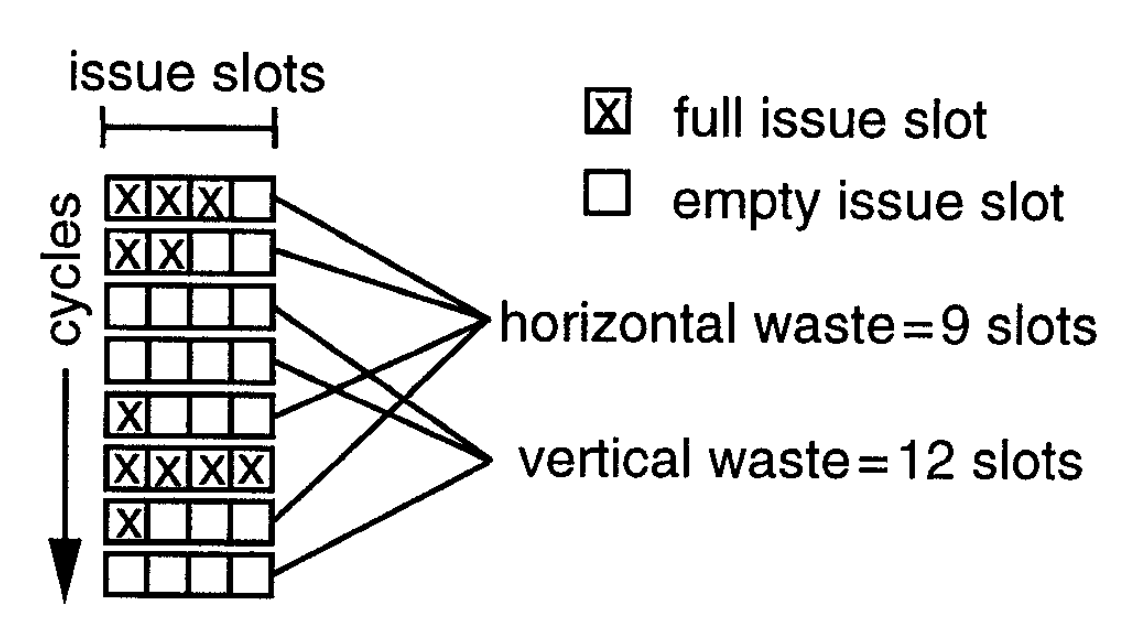 issue slots
X full issue slot
empty issue slot
cycles
X X X
X X
horizontal waste=9 slots
X
vertical waste=12 slots
X X X X
X